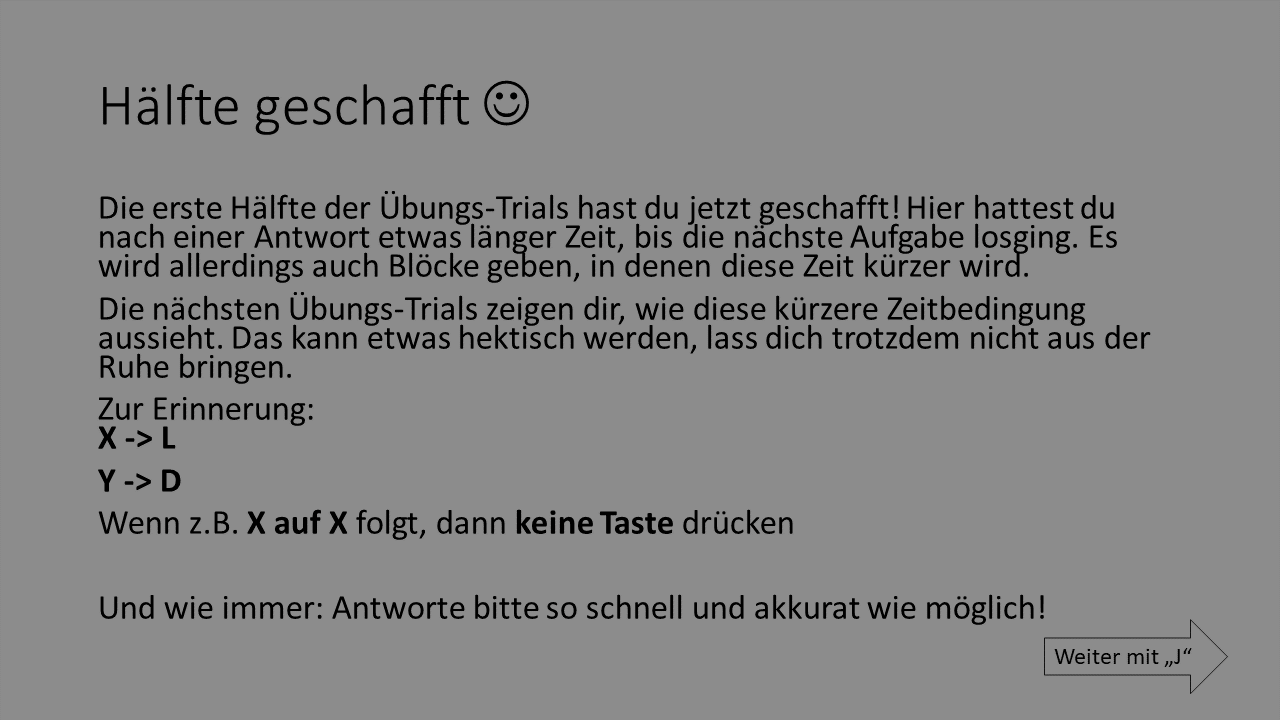 Hälfte geschafft ☺
Die erste Hälfte der Übungs-Trials hast du jetzt geschafft! Hier hattest du
nach einer Antwort etwas länger Zeit, bis die nächste Aufgabe losging. Es
wird allerdings auch Blöcke geben, in denen diese Zeit kürzer wird.
Die nächsten Übungs-Trials zeigen dir, wie diese kürzere Zeitbedingung
aussieht. Das kann etwas hektisch werden, lass dich trotzdem nicht aus der
Ruhe bringen.
Zur Erinnerung:
X -> L
Y -> D
Wenn z.B. X auf X folgt, dann keine Taste drücken
Und wie immer: Antworte bitte so schnell und akkurat wie möglich!
Weiter mit „J“